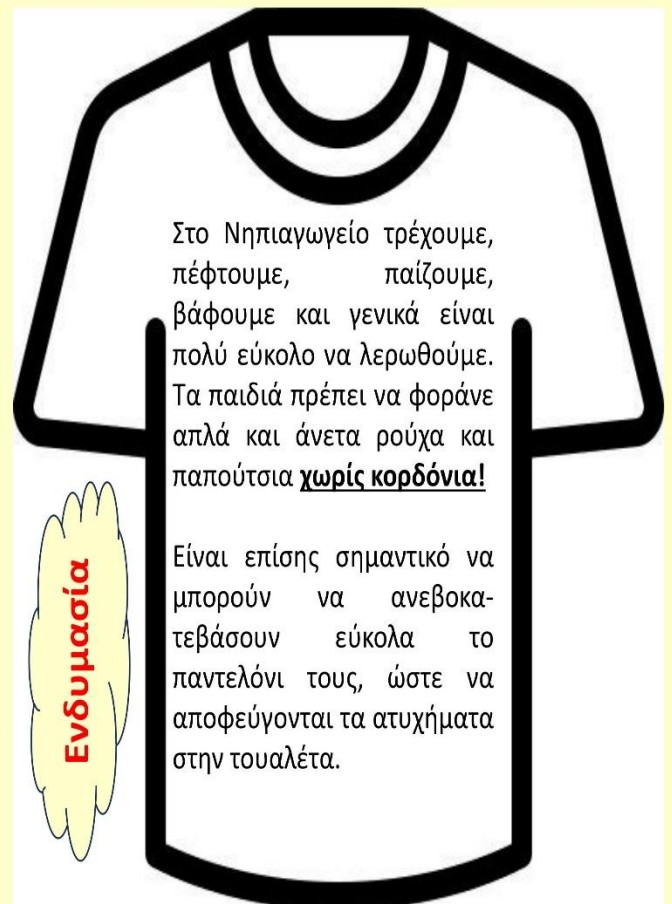 Στο Νηπιαγωγείο τρέχουμε,
πέφτουμε, παίζουμε,
βάφουμε και γενικά είναι
πολύ εύκολο να λερωθούμε.
Τα παιδιά πρέπει να φοράνε
απλά και άνετα ρούχα και
παπούτσια χωρίς κορδόνια!
Είναι επίσης σημαντικό να
μπορούν να ανεβοκα-
τεβάσουν εύκολα το
παντελόνι τους, ώστε να
αποφεύγονται τα ατυχήματα
στην τουαλέτα.
Ενδυμασία